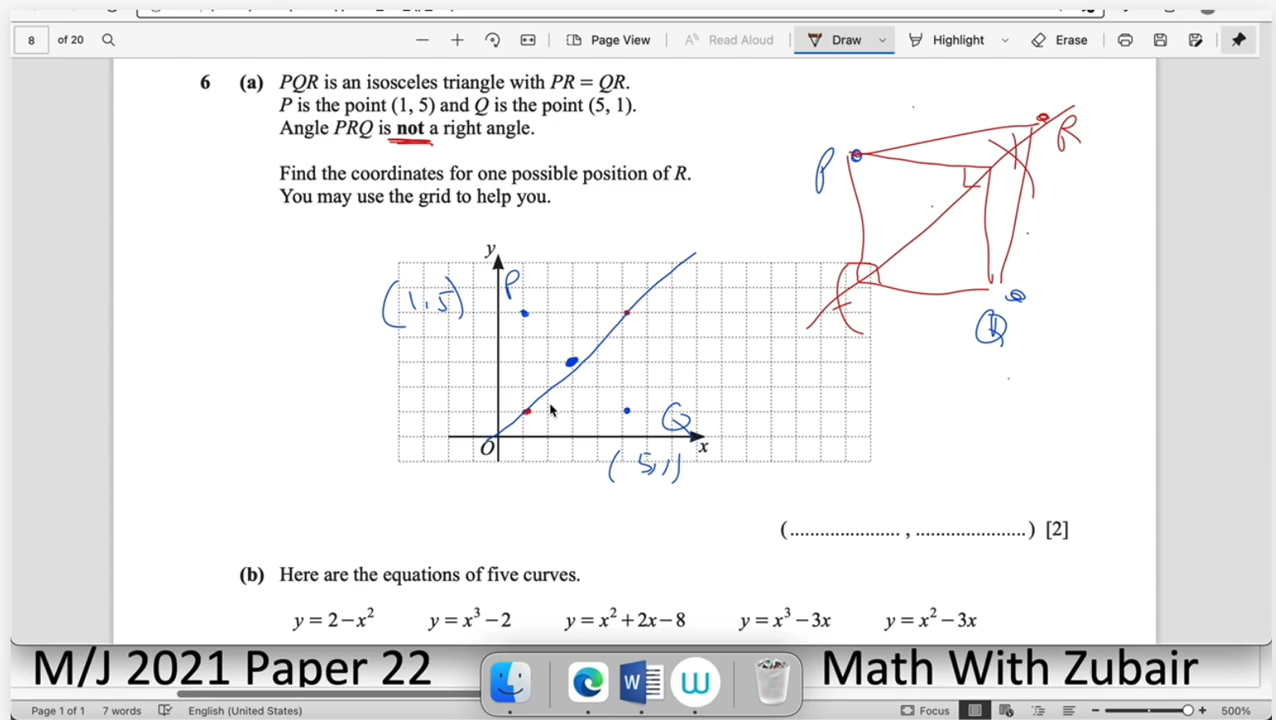 8 of 20
Page View
Read Aloud
Draw
Highlight
Erase
6 (a) PQR is an isosceles triangle with PR = QR.
P is the point (1, 5) and Q is the point (5, 1).
Angle PRQ is not a right angle.
Find the coordinates for one possible position of R.
You may use the grid to help you.
P
R
Q
y
(1,5)
P
Q
O
x
(5,1)
(...................... , ......................) [2]
(b) Here are the equations of five curves.
y = 2 – x² y = x³ – 2 y = x² + 2x – 8 y = x³ – 3x y = x² – 3x
M/J 2021 Paper 22
Math With Zubair
Page 1 of 1 7 words English (United States) Focus 500%